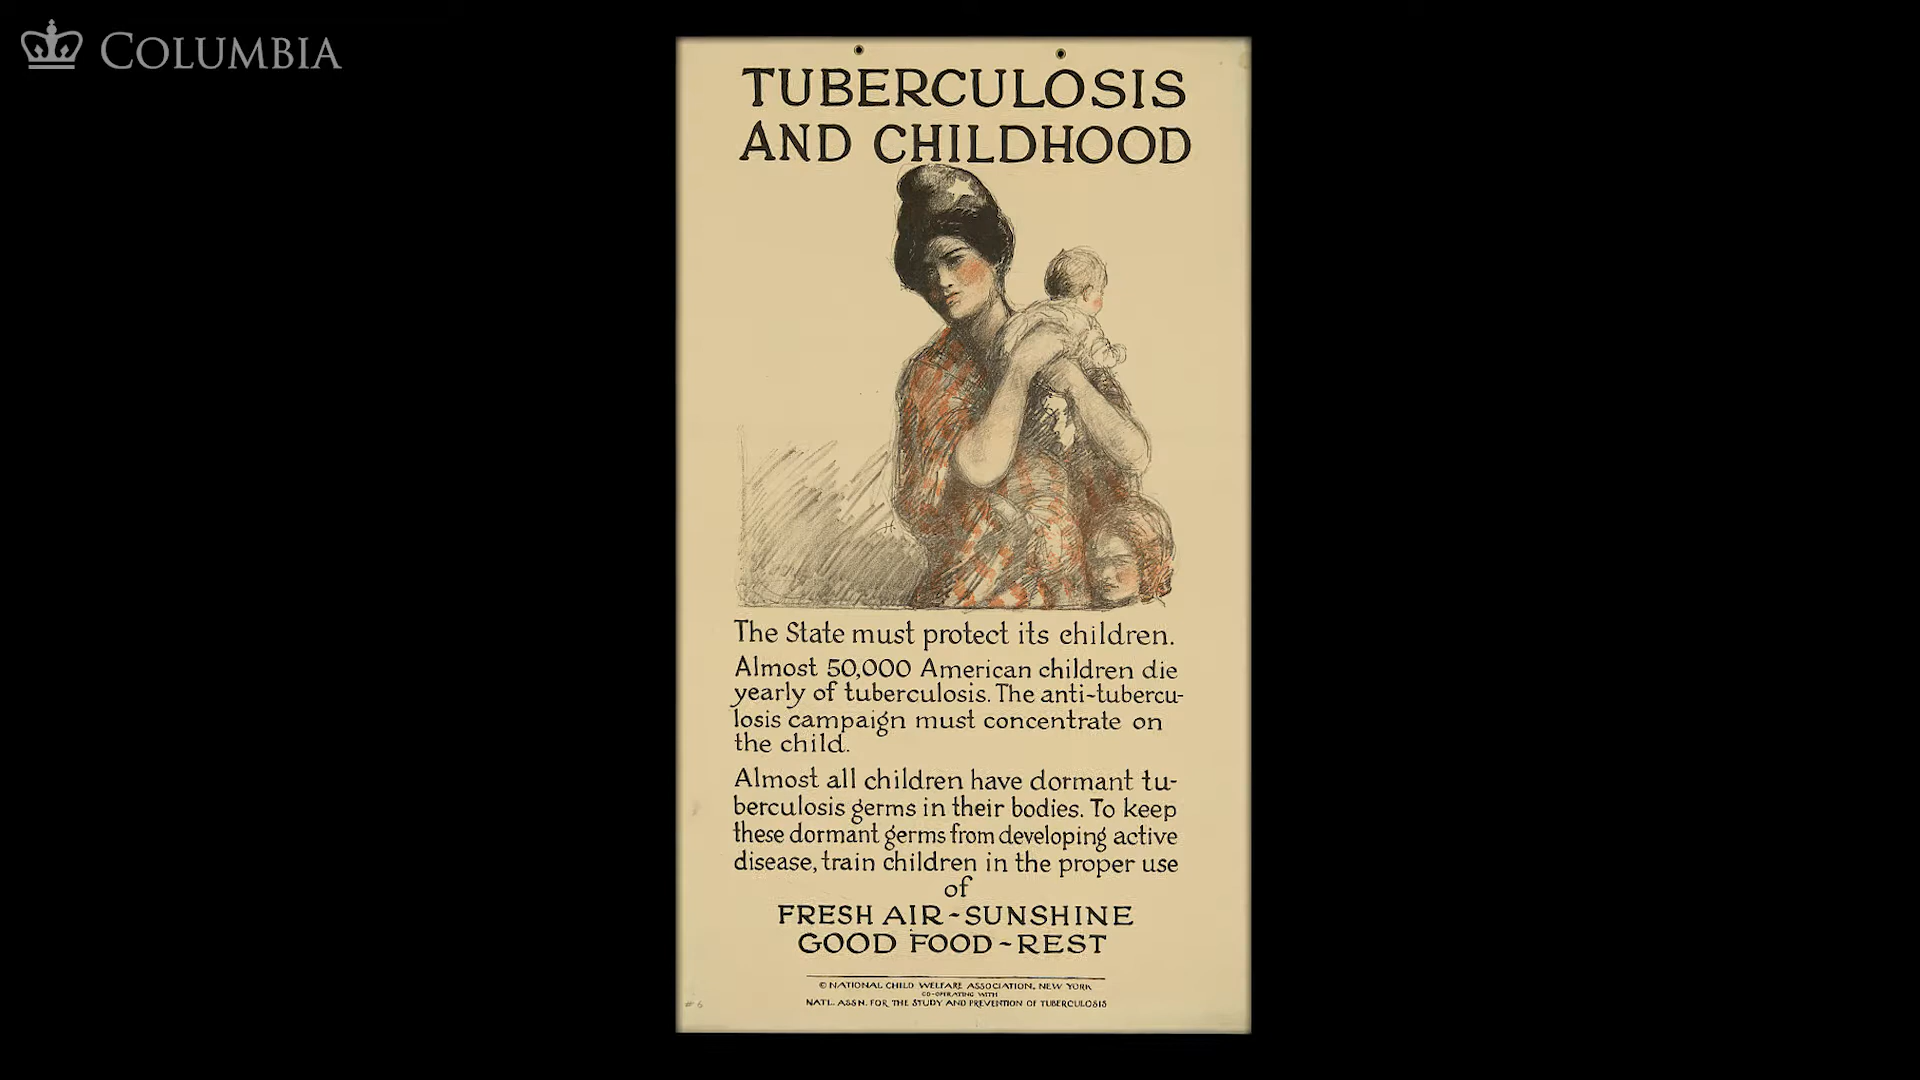 COLUMBIA
TUBERCULOSIS
AND CHILDHOOD
H.
The State must protect its children.
Almost 50,000 American children die
yearly of tuberculosis. The anti-tubercu-
losis campaign must concentrate on
the child.
Almost all children have dormant tu-
berculosis germs in their bodies. To keep
these dormant germs from developing active
disease, train children in the proper use
of
FRESH AIR - SUNSHINE
GOOD FOOD - REST
© NATIONAL CHILD WELFARE ASSOCIATION, NEW YORK
CO-OPERATING WITH
NATL. ASSN. FOR THE STUDY AND PREVENTION OF TUBERCULOSIS
# 6